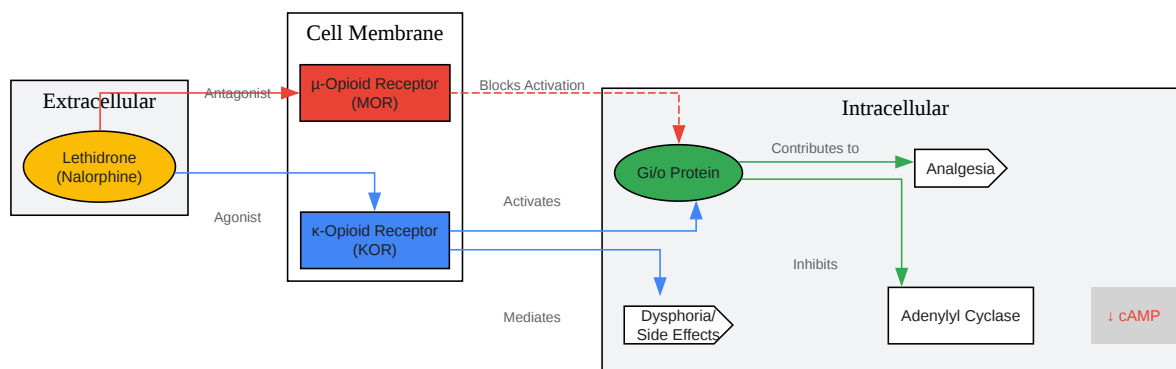 Cell Membrane
Extracellular
Antagonist
μ-Opioid Receptor
(MOR)
Blocks Activation
Intracellular
Lethidrone
(Nalorphine)
Gi/o Protein
Contributes to
Analgesia
Agonist
κ-Opioid Receptor
(KOR)
Activates
Inhibits
Mediates
Dysphoria/
Side Effects
Adenylyl Cyclase
↓ cAMP